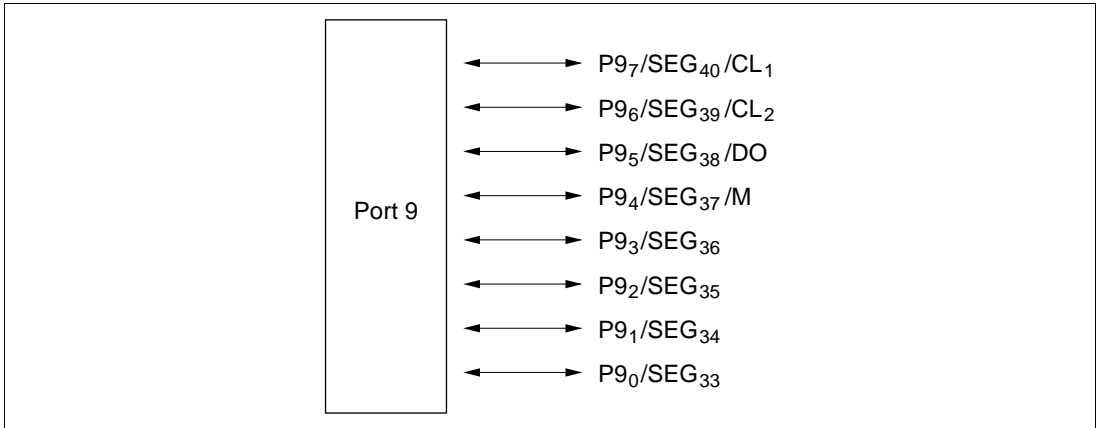 P9₇/SEG₄₀/CL₁
P9₆/SEG₃₉/CL₂
P9₅/SEG₃₈/DO
P9₄/SEG₃₇/M
Port 9
P9₃/SEG₃₆
P9₂/SEG₃₅
P9₁/SEG₃₄
P9₀/SEG₃₃